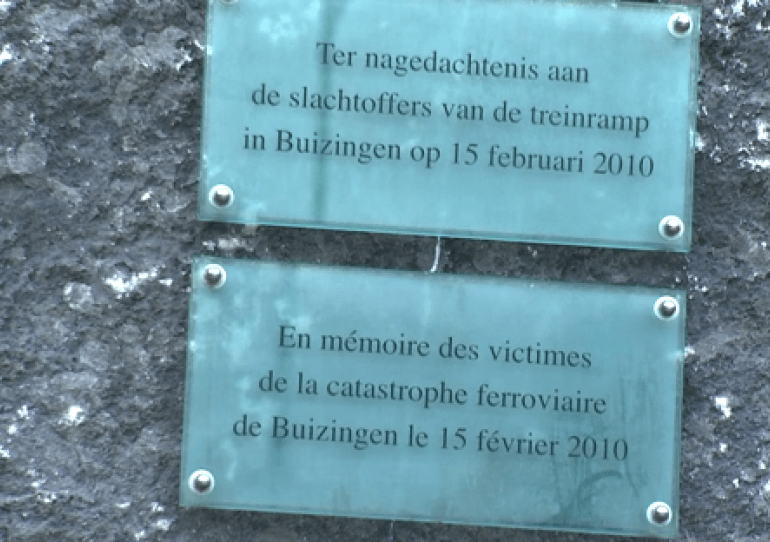 Ter nagedachtenis aan
de slachtoffers van de treinramp
in Buizingen op 15 februari 2010
En mémoire des victimes
de la catastrophe ferroviaire
de Buizingen le 15 février 2010